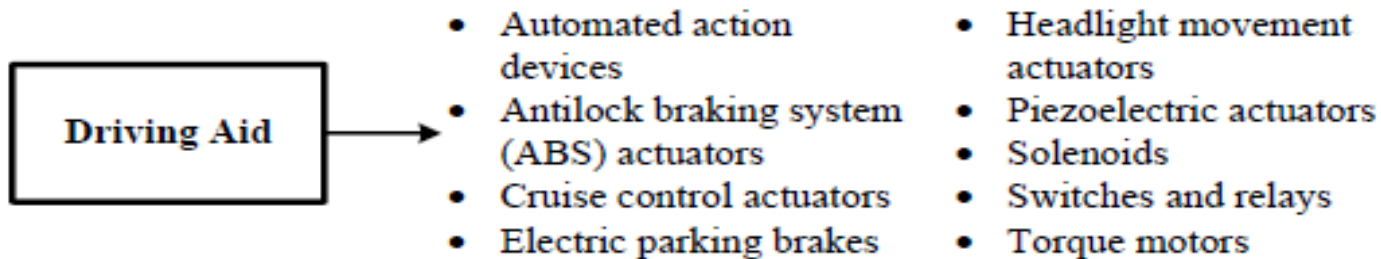 Driving Aid
• Automated action
devices
• Antilock braking system
(ABS) actuators
• Cruise control actuators
• Electric parking brakes
• Headlight movement
actuators
• Piezoelectric actuators
• Solenoids
• Switches and relays
• Torque motors